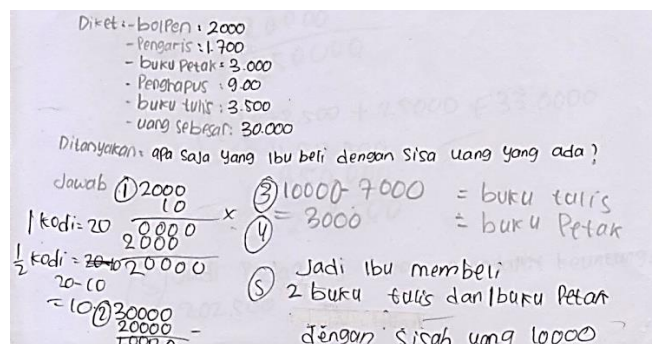 Diket :- bolpen : 2000
- Pengaris : 1.700
- buku Petak : 3.000
- Penghapus : 9.00
- buku tulis : 3.500
- uang sebesar : 30.000
Ditanyakan : apa saja yang Ibu beli dengan sisa uang yang ada?
Jawab ① 2000
10 x
1 kodi = 20 0000
2000
½ kodi = 20000
20-10
= 10
② 30000
20000 -
10000
③ 10000 - 7000 = buku tulis
④ = 3000 = buku Petak
⑤ Jadi Ibu membeli
2 buku tulis dan 1 buku Petak
dengan sisah uang 10000